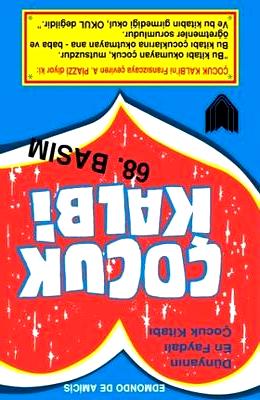 EDMONDO DE AMİCİS
Dünyanın
En Faydalı
Çocuk Kitabı
ÇOCUK
KALBİ
68. BASIM
ÇOCUK KALBİ'ni Fransızcaya çeviren A. PIAZZI diyor ki:
"Bu kitabı okumayan çocuk, mutsuzdur.
Bu kitabı çocuklarına okutmayan ana - baba ve
öğretmenler sorumludur.
Ve bu kitabın girmediği okul, OKUL değildir."